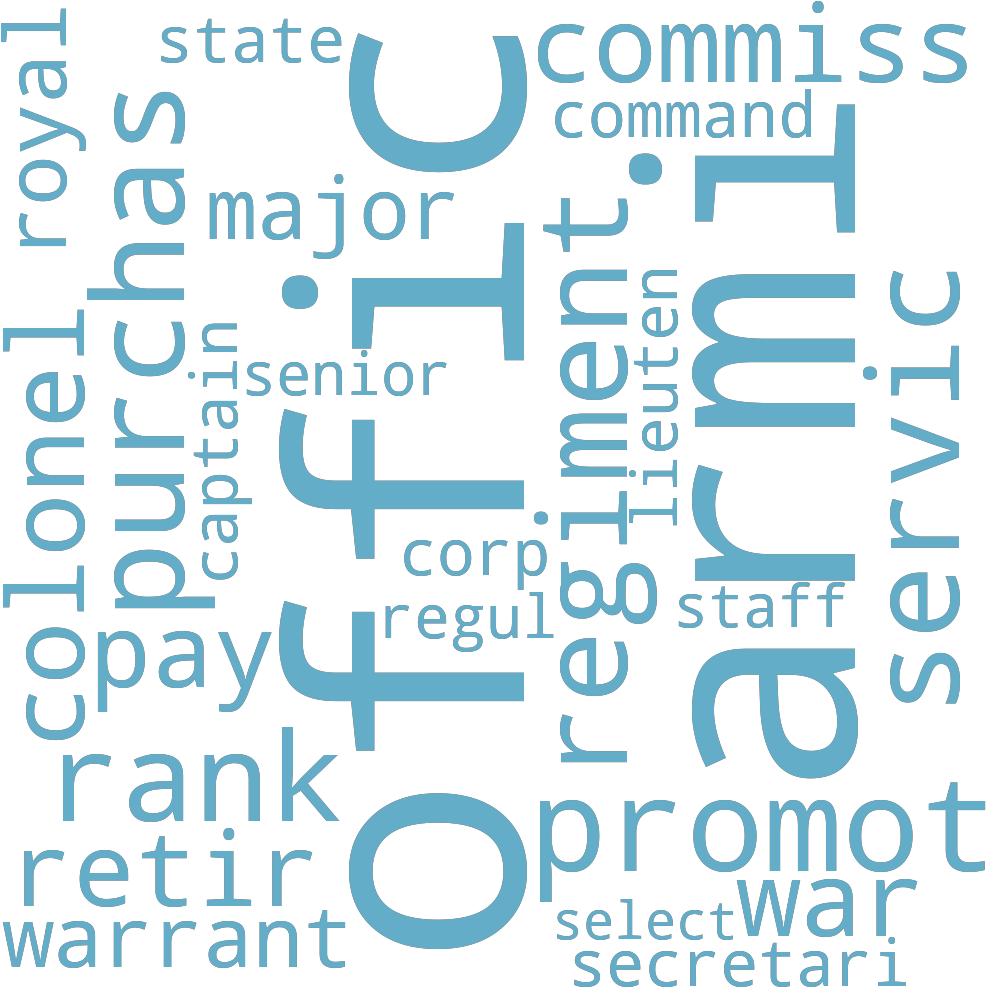 royal
state
offic
commiss
command
purchas
major
regiment
armi
colonel
captain
senior
lieuten
servic
corp
regul
staff
pay
rank
promot
retir
war
warrant
select
secretari